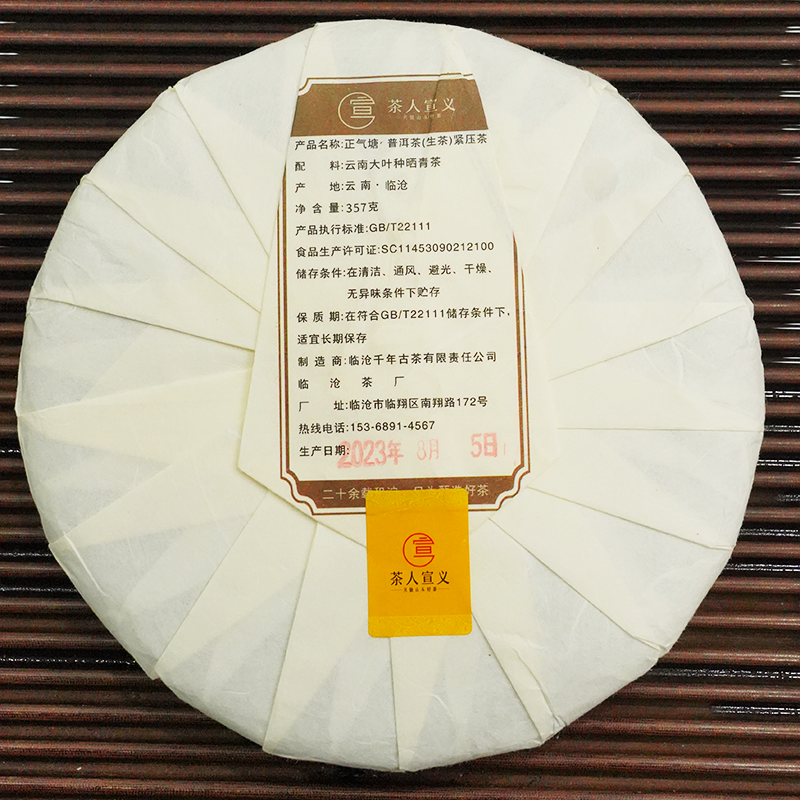 宣
茶人宣义
产品名称:正气塘·普洱茶(生茶)紧压茶
配 料:云南大叶种晒青茶
产 地:云南·临沧
净 含 量:357克
产品执行标准:GB/T22111
食品生产许可证:SC11453090212100
储存条件:在清洁、通风、避光、干燥、
无异味条件下贮存
保 质 期:在符合GB/T22111储存条件下,
适宜长期保存
制 造 商:临沧千年古茶有限责任公司
临 沧 茶 厂
厂 址:临沧市临翔区南翔路172号
热线电话:153-6891-4567
生产日期:2023年 8月 5日
二十余载 好茶
宣
茶人宣义